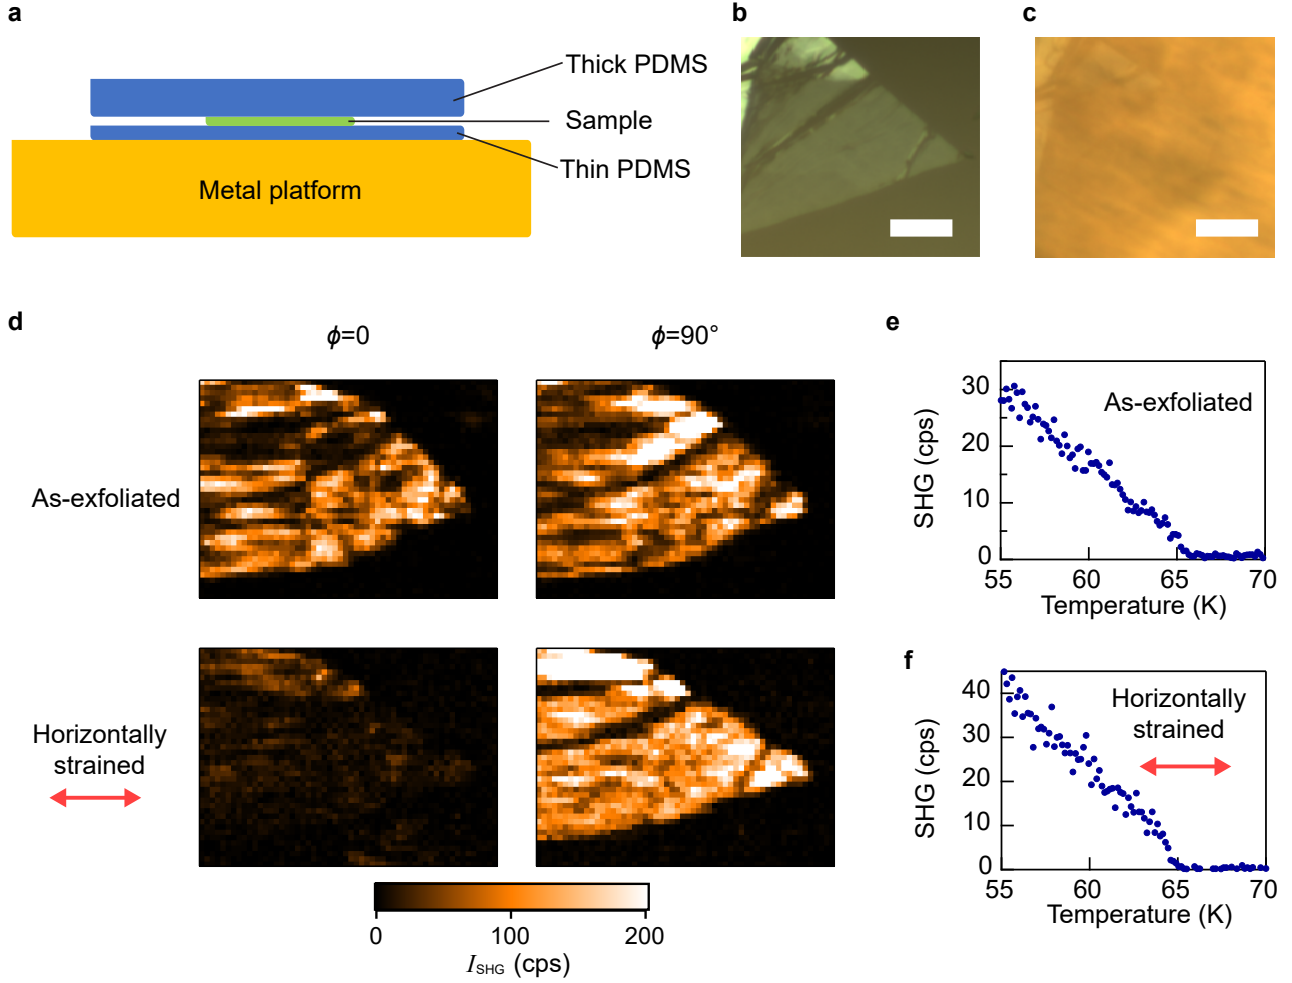 a
Thick PDMS
Sample
Thin PDMS
Metal platform
b
c
d
ϕ=0
ϕ=90°
As-exfoliated
Horizontally
strained
0
100
200
I SHG (cps)
e
30
20
10
0
SHG (cps)
As-exfoliated
55
60
65
70
Temperature (K)
f
40
30
20
10
0
SHG (cps)
Horizontally
strained
55
60
65
70
Temperature (K)